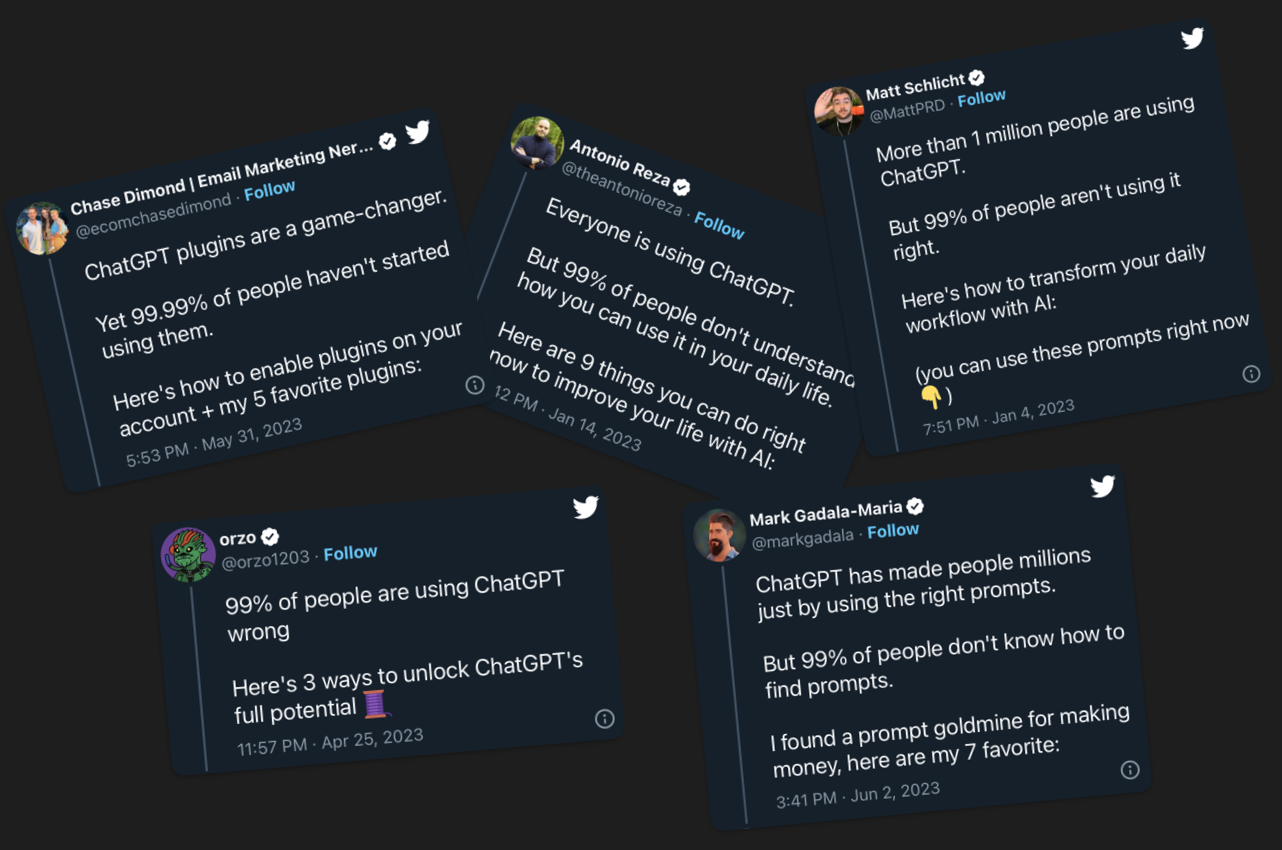 Chase Dimond | Email Marketing Ner...
@ecomchasedimond · Follow
ChatGPT plugins are a game-changer.
Yet 99.99% of people haven't started
using them.
Here's how to enable plugins on your
account + my 5 favorite plugins:
5:53 PM · May 31, 2023
Antonio Reza
@theantonioreza · Follow
Everyone is using ChatGPT.
But 99% of people don't understand
how you can use it in your daily life.
Here are 9 things you can do right
now to improve your life with AI:
12 PM · Jan 14, 2023
Matt Schlicht
@MattPRD · Follow
More than 1 million people are using
ChatGPT.
But 99% of people aren't using it
right.
Here's how to transform your daily
workflow with AI:
(you can use these prompts right now
👇)
7:51 PM · Jan 4, 2023
orzo
@orzo1203 · Follow
99% of people are using ChatGPT
wrong
Here's 3 ways to unlock ChatGPT's
full potential 🧵
11:57 PM · Apr 25, 2023
Mark Gadala-Maria
@markgadala · Follow
ChatGPT has made people millions
just by using the right prompts.
But 99% of people don't know how to
find prompts.
I found a prompt goldmine for making
money, here are my 7 favorite:
3:41 PM · Jun 2, 2023